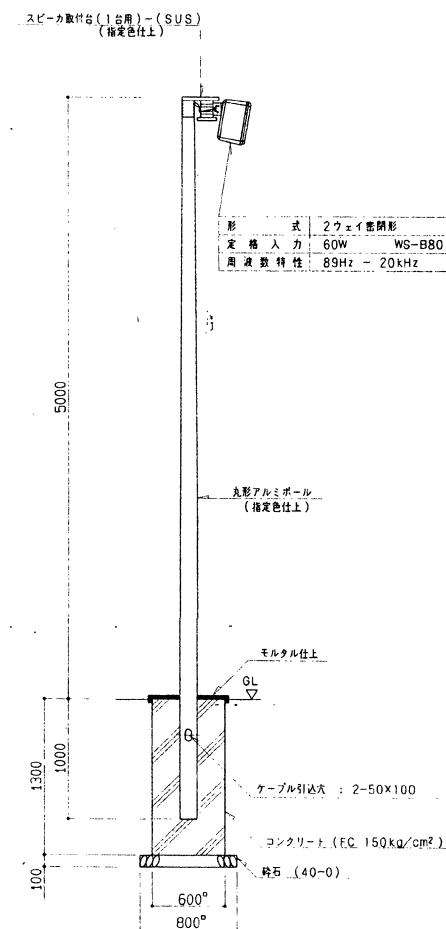 スピーカ取付台(1台用)-(SUS)
(指定色仕上)
形 式 2ウェイ密閉形
定格入力 60W WS-B80
周波数特性 89Hz ~ 20kHz
5000
丸形アルミポール
(指定色仕上)
モルタル仕上
GL
1300
1000
ケーブル引込穴 : 2-50×100
コンクリート (FC 150kg/cm²)
100
砕石 (40-0)
600□
800□